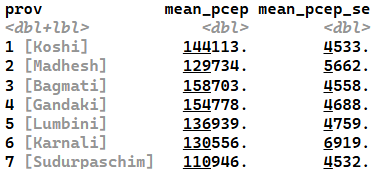 prov mean_pcep mean_pcep_se
<dbl+lbl> <dbl> <dbl>
1 [Koshi] 144113. 4533.
2 [Madhesh] 129734. 5662.
3 [Bagmati] 158703. 4558.
4 [Gandaki] 154778. 4688.
5 [Lumbini] 136939. 4759.
6 [Karnali] 130556. 6919.
7 [Sudurpaschim] 110946. 4532.